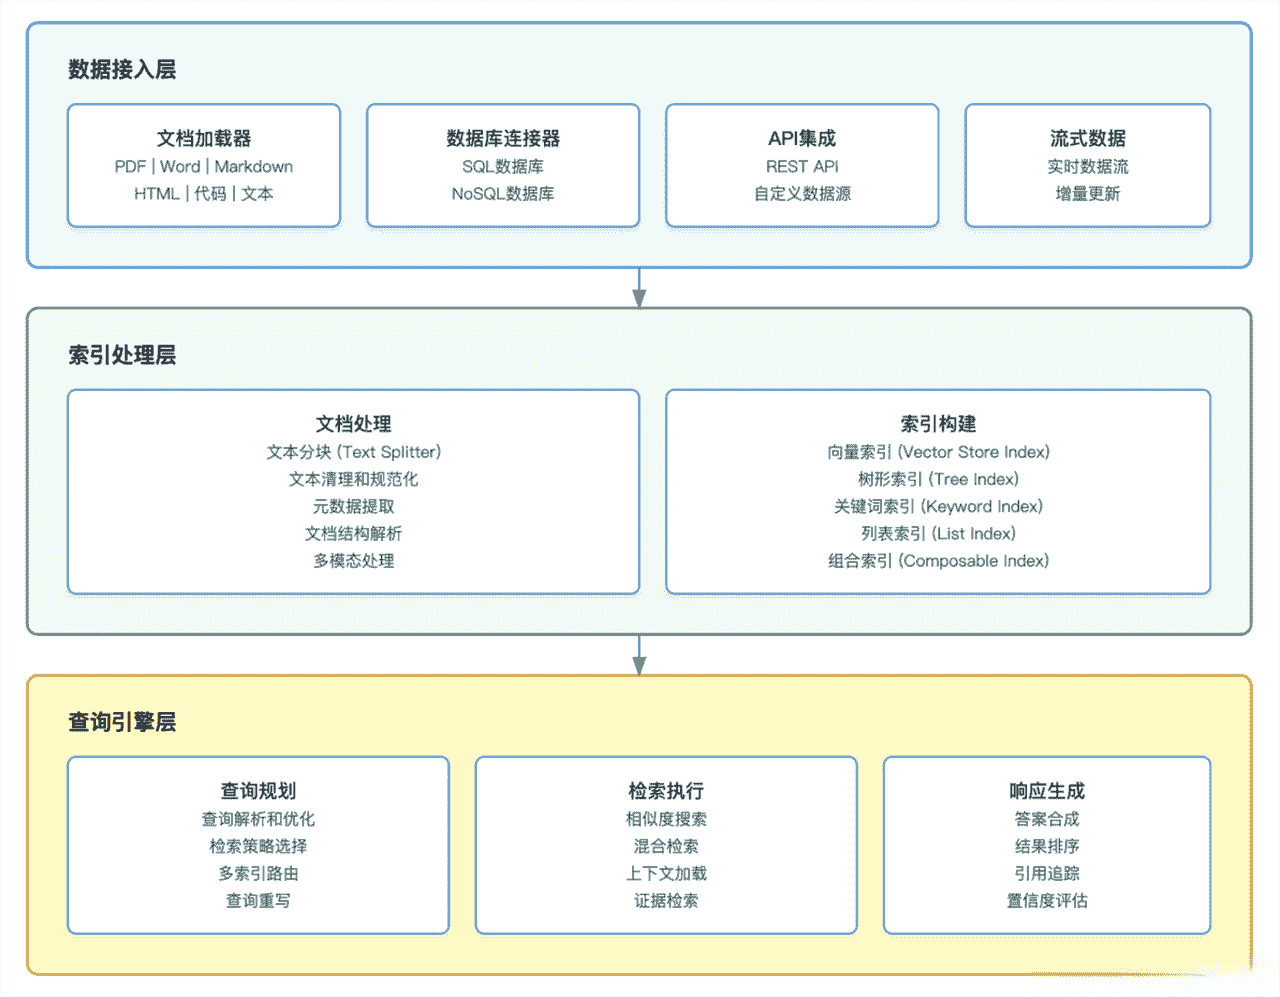 数据接入层
文档加载器
PDF | Word | Markdown
HTML | 代码 | 文本
数据库连接器
SQL数据库
NoSQL数据库
API集成
REST API
自定义数据源
流式数据
实时数据流
增量更新
索引处理层
文档处理
文本分块 (Text Splitter)
文本清理和规范化
元数据提取
文档结构解析
多模态处理
索引构建
向量索引 (Vector Store Index)
树形索引 (Tree Index)
关键词索引 (Keyword Index)
列表索引 (List Index)
组合索引 (Composable Index)
查询引擎层
查询规划
查询解析和优化
检索策略选择
多索引路由
查询重写
检索执行
相似度搜索
混合检索
上下文加载
证据检索
响应生成
答案合成
结果排序
引用追踪
置信度评估